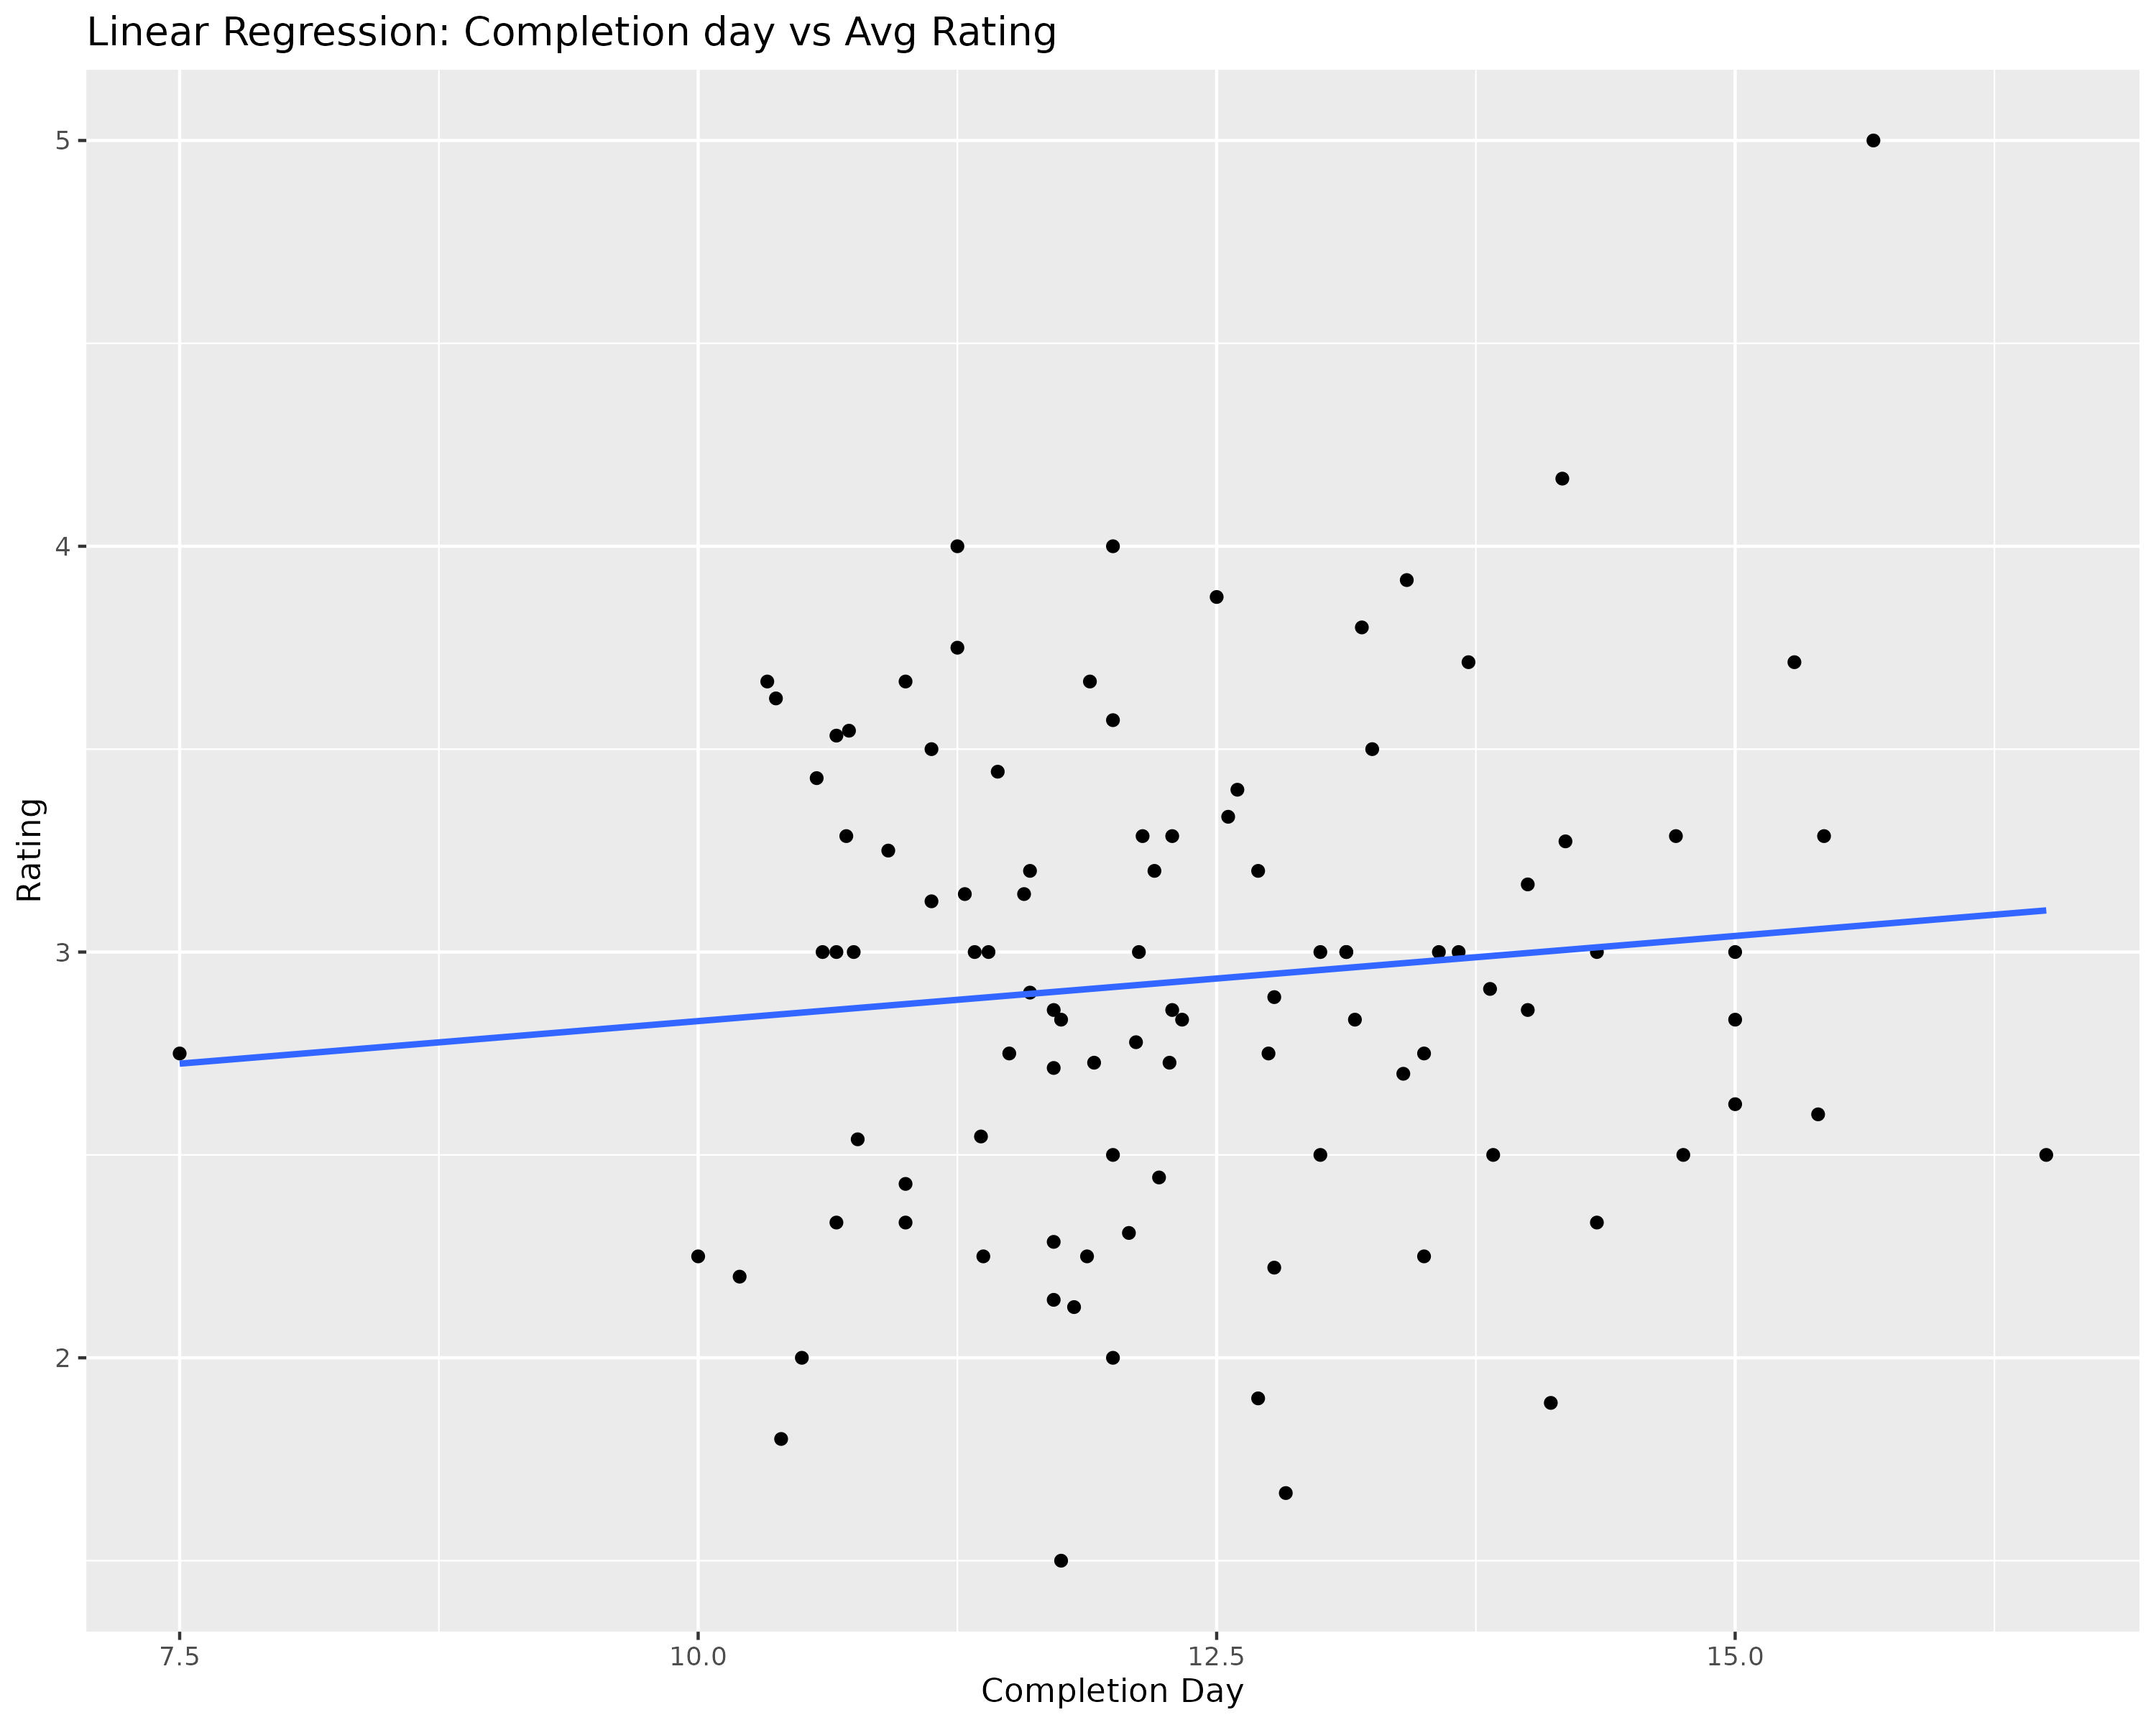 Linear Regression: Completion day vs Avg Rating
Rating
5
4
3
2
7.5
10.0
12.5
15.0
Completion Day